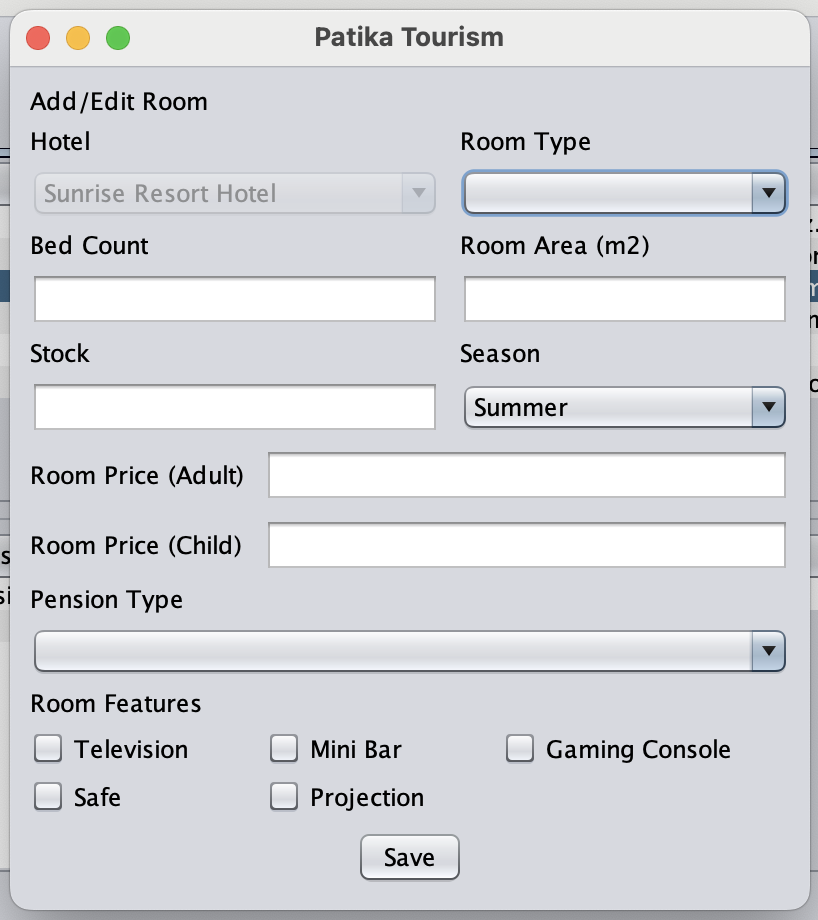 Patika Tourism
Add/Edit Room
Hotel
Room Type
Sunrise Resort Hotel
Bed Count
Room Area (m2)
Stock
Season
Summer
Room Price (Adult)
Room Price (Child)
Pension Type
Room Features
Television
Mini Bar
Gaming Console
Safe
Projection
Save